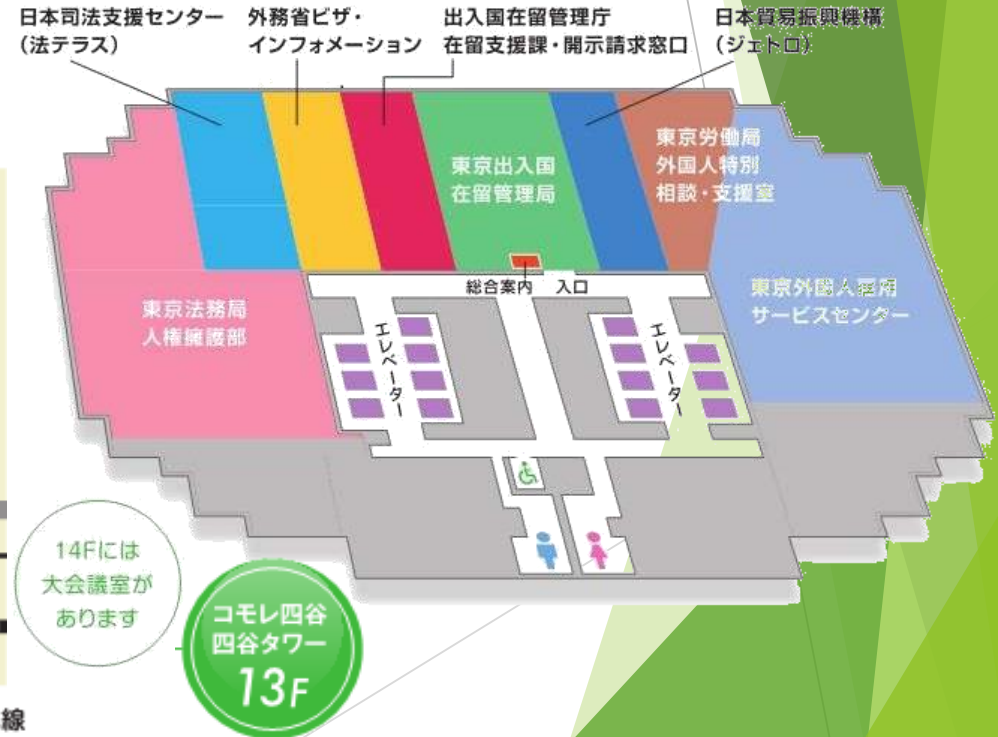 日本司法支援センター
（法テラス）
外務省ビザ・
インフォメーション
出入国在留管理庁
在留支援課・開示請求窓口
日本貿易振興機構
（ジェトロ）
東京出入国
在留管理局
東京労働局
外国人特別
相談・支援室
東京法務局
人権擁護部
総合案内
入口
東京外国人雇用
サービスセンター
エレベーター
エレベーター
14Fには
大会議室が
あります
コモレ四谷
四谷タワー
13F
線